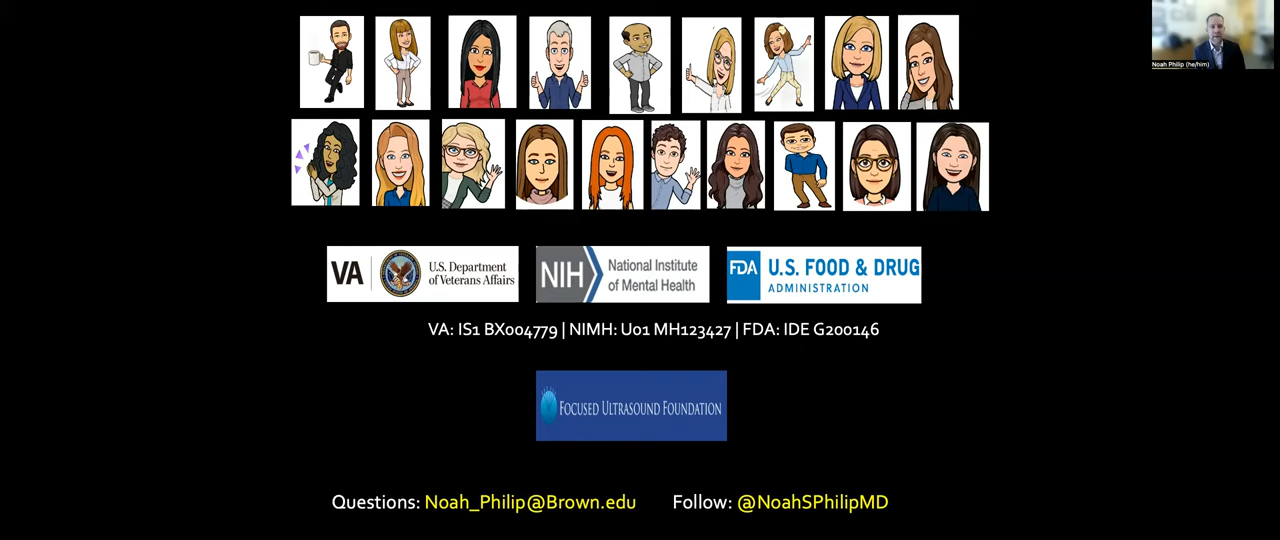 Noah Philip (he/him)
VA
U.S. Department
of Veterans Affairs
NIH
National Institute
of Mental Health
FDA
U.S. FOOD & DRUG
ADMINISTRATION
VA: IS1 BX004779 | NIMH: U01 MH123427 | FDA: IDE G200146
FOCUSED ULTRASOUND FOUNDATION
Questions: Noah_Philip@Brown.edu Follow: @NoahSPhilipMD